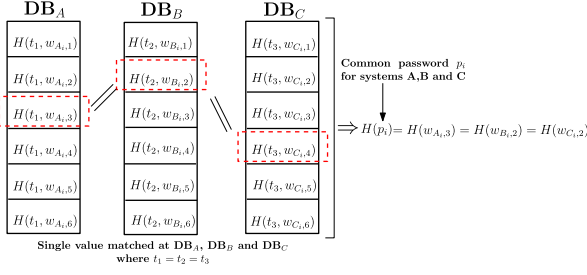 DB_A DB_B DB_C
H(t_1, w_{A_i,1}) H(t_2, w_{B_i,1}) H(t_3, w_{C_i,1})
H(t_1, w_{A_i,2}) H(t_2, w_{B_i,2}) H(t_3, w_{C_i,2})
H(t_1, w_{A_i,3}) H(t_2, w_{B_i,3}) H(t_3, w_{C_i,3})
H(t_1, w_{A_i,4}) H(t_2, w_{B_i,4}) H(t_3, w_{C_i,4})
H(t_1, w_{A_i,5}) H(t_2, w_{B_i,5}) H(t_3, w_{C_i,5})
H(t_1, w_{A_i,6}) H(t_2, w_{B_i,6}) H(t_3, w_{C_i,6})
Common password p_i
for systems A,B and C
⇒ H(p_i) = H(w_{A_i,3}) = H(w_{B_i,2}) = H(w_{C_i,2})
Single value matched at DB_A, DB_B and DB_C
where t_1 = t_2 = t_3